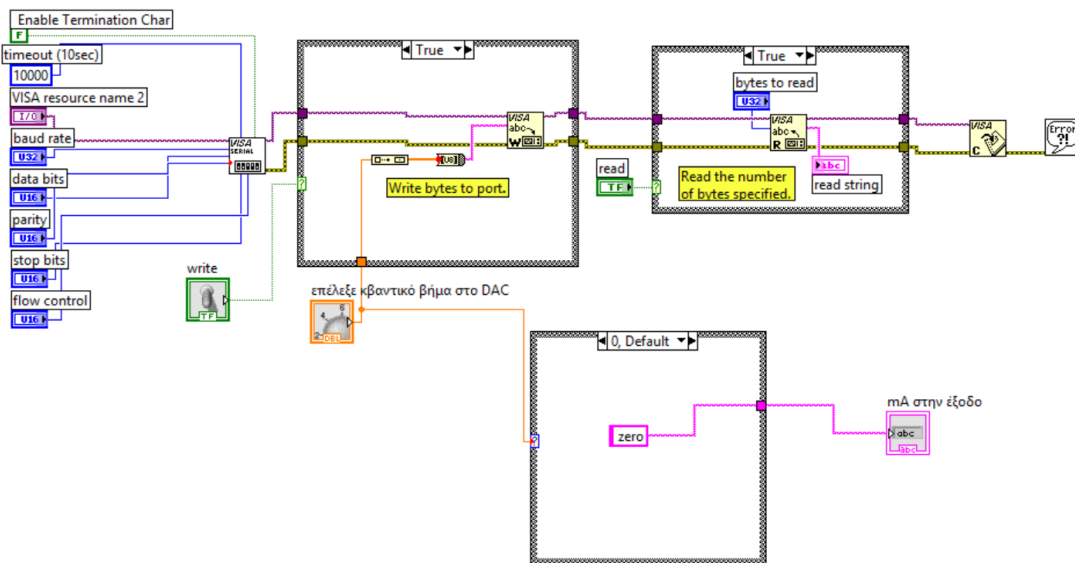 Enable Termination Char
F
timeout (10sec)
10000
VISA resource name 2
I/O
baud rate
U32
data bits
U16
parity
U16
stop bits
U16
flow control
U16
VISA
SERIAL
write
TF
True
VISA
abc
W
U8
Write bytes to port.
επέλεξε κβαντικό βήμα στο DAC
2
4
6
DBL
read
TF
True
bytes to read
U32
VISA
abc
R
abc
read string
Read the number
of bytes specified.
VISA
C
Error
?!
0, Default
zero
mA στην έξοδο
abc
abc